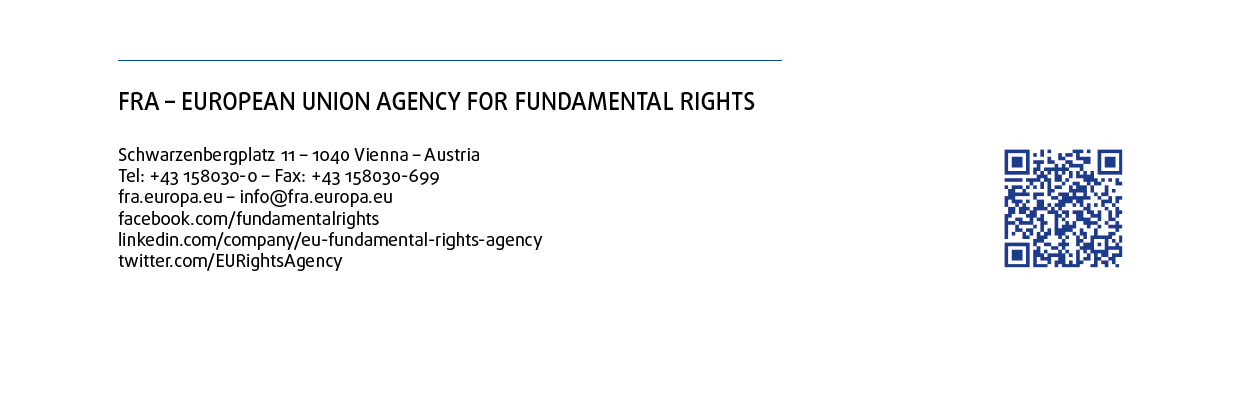 FRA – EUROPEAN UNION AGENCY FOR FUNDAMENTAL RIGHTS
Schwarzenbergplatz 11 – 1040 Vienna – Austria
Tel: +43 158030-0 – Fax: +43 158030-699
fra.europa.eu – info@fra.europa.eu
facebook.com/fundamentalrights
linkedin.com/company/eu-fundamental-rights-agency
twitter.com/EURightsAgency